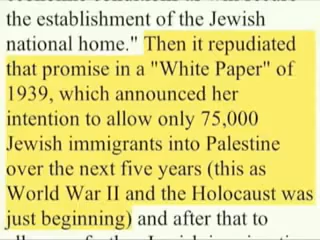 the establishment of the Jewish
national home." Then it repudiated
that promise in a "White Paper" of
1939, which announced her
intention to allow only 75,000
Jewish immigrants into Palestine
over the next five years (this as
World War II and the Holocaust was
just beginning) and after that to